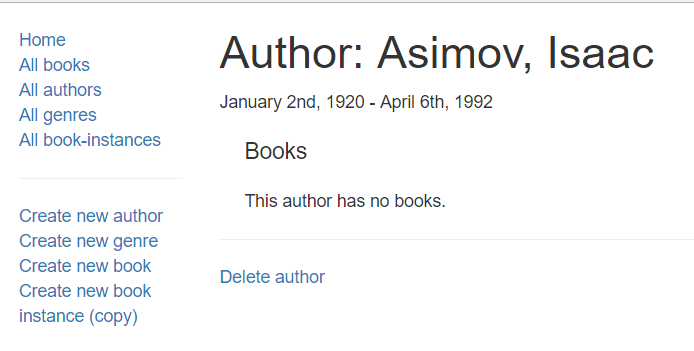 Home
All books
All authors
All genres
All book-instances
Create new author
Create new genre
Create new book
Create new book
instance (copy)
Author: Asimov, Isaac
January 2nd, 1920 - April 6th, 1992
Books
This author has no books.
Delete author